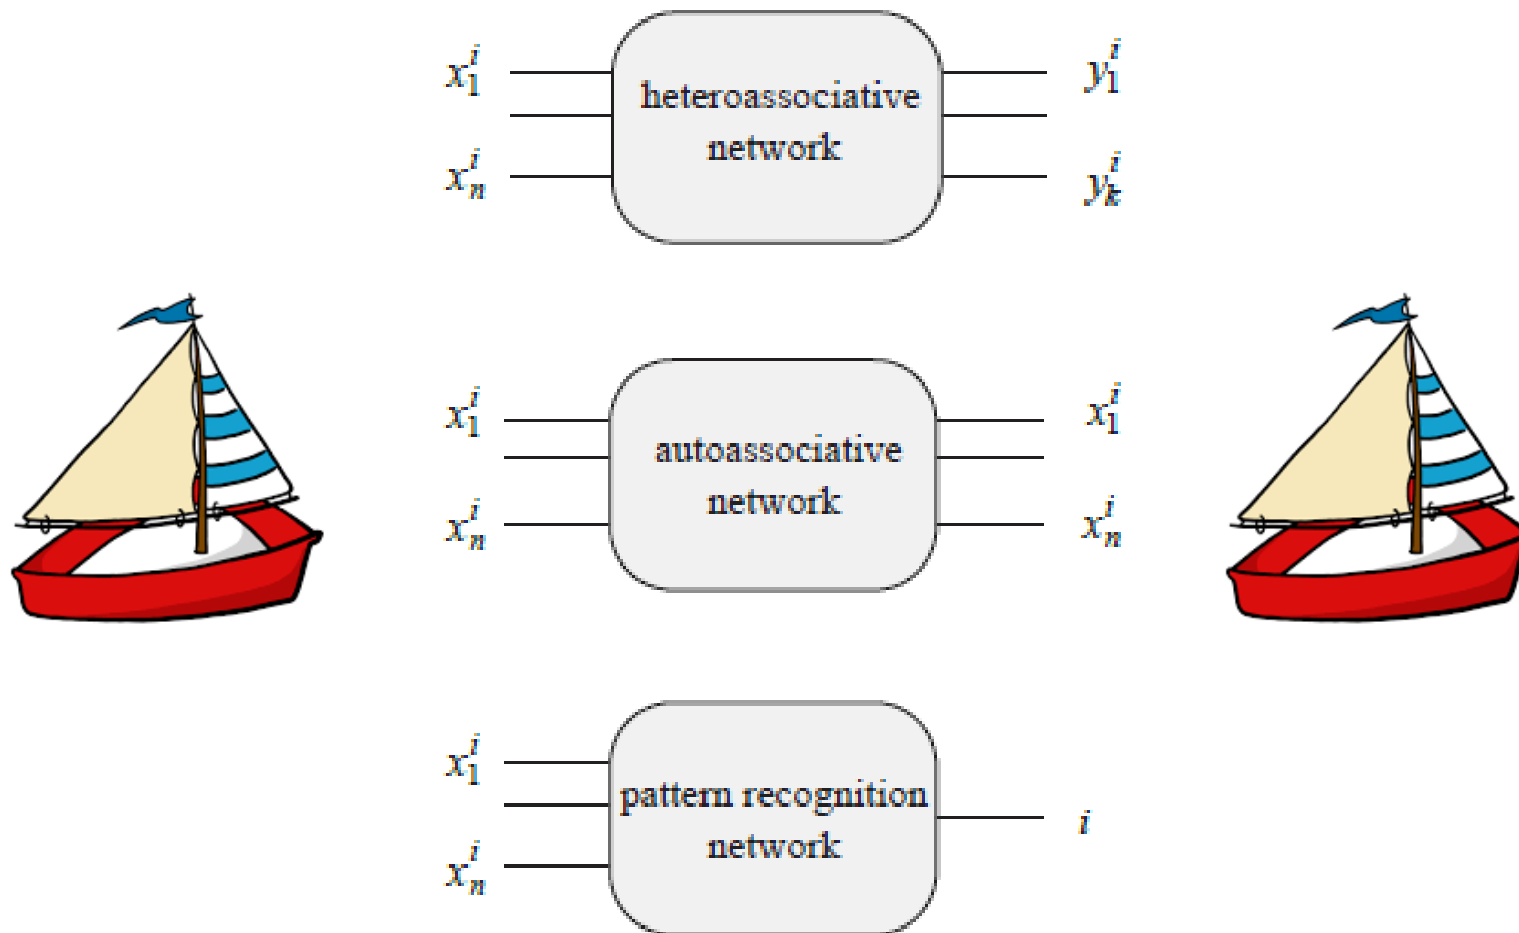 x₁ⁱ y₁ⁱ
heteroassociative
network
xₙⁱ yₖⁱ
x₁ⁱ x₁ⁱ
autoassociative
network
xₙⁱ xₙⁱ
x₁ⁱ
pattern recognition
network
i
xₙⁱ